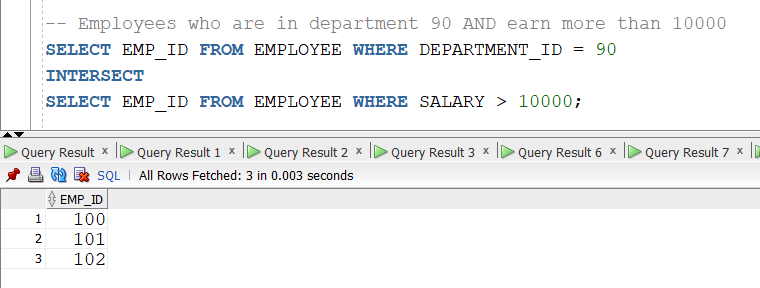 -- Employees who are in department 90 AND earn more than 10000
SELECT EMP_ID FROM EMPLOYEE WHERE DEPARTMENT_ID = 90
INTERSECT
SELECT EMP_ID FROM EMPLOYEE WHERE SALARY > 10000;
Query Result x Query Result 1 x Query Result 2 x Query Result 3 x Query Result 6 x Query Result 7 x
SQL | All Rows Fetched: 3 in 0.003 seconds
EMP_ID
1 100
2 101
3 102